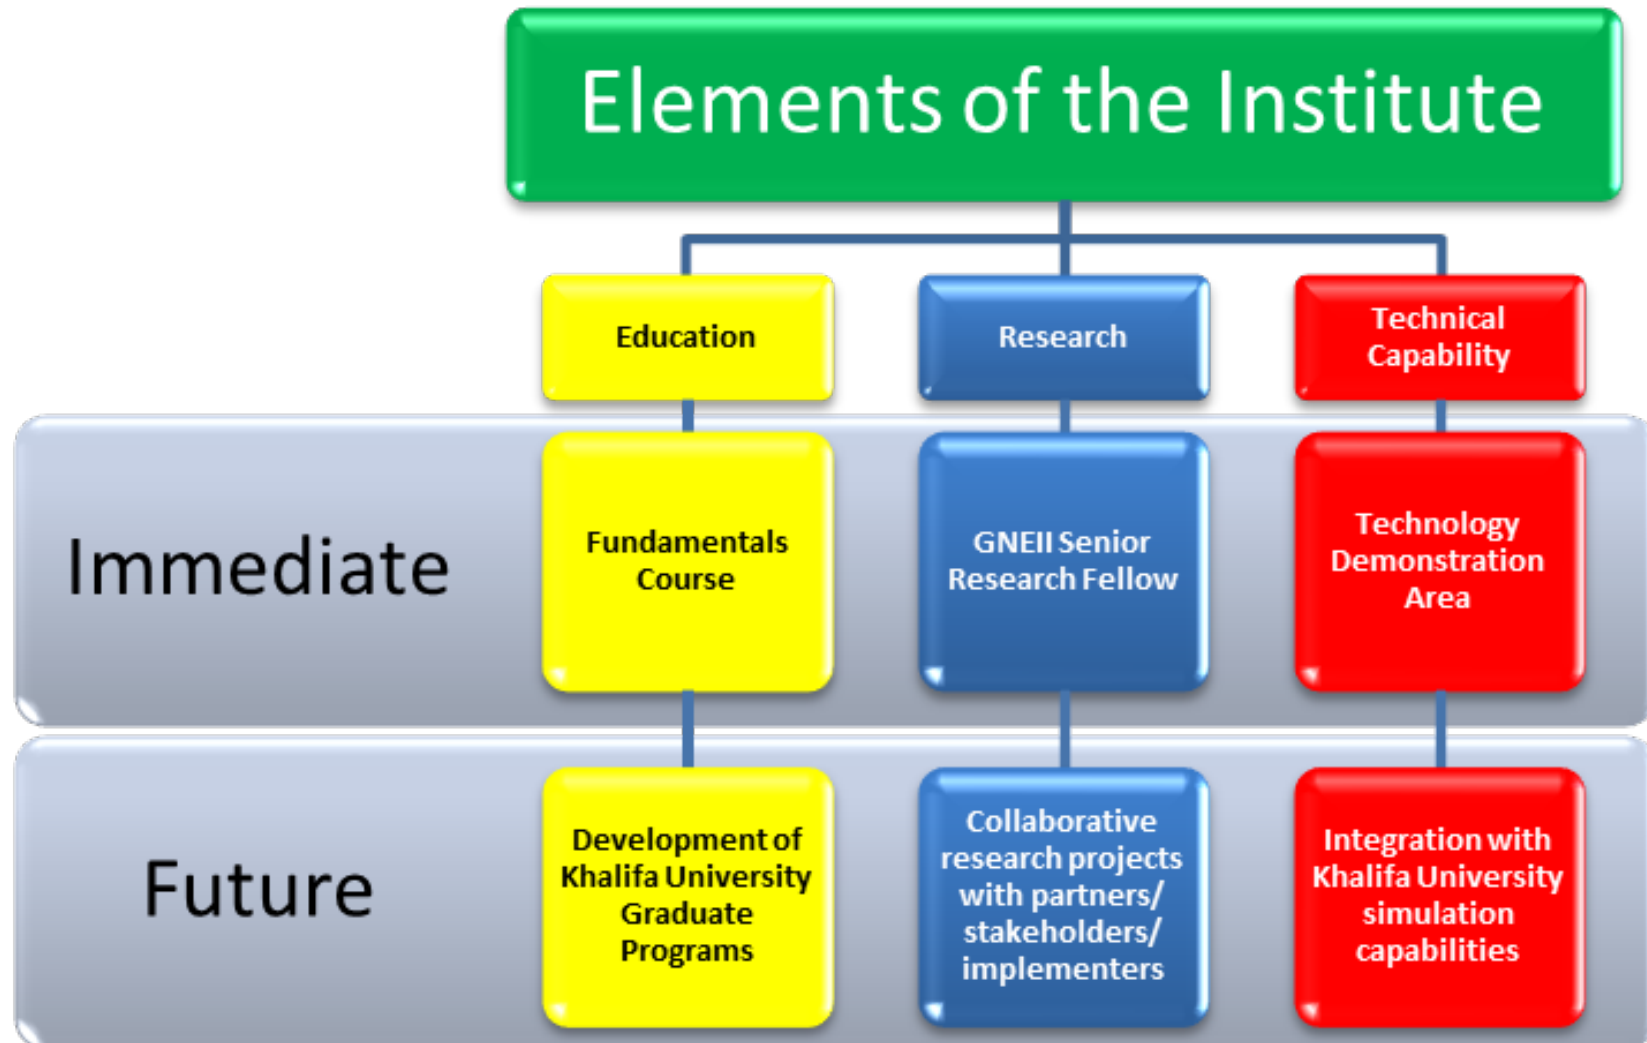 Elements of the Institute
Education
Research
Technical
Capability
Immediate
Fundamentals
Course
GNEII Senior
Research Fellow
Technology
Demonstration
Area
Future
Development of
Khalifa University
Graduate
Programs
Collaborative
research projects
with partners/
stakeholders/
implementers
Integration with
Khalifa University
simulation
capabilities